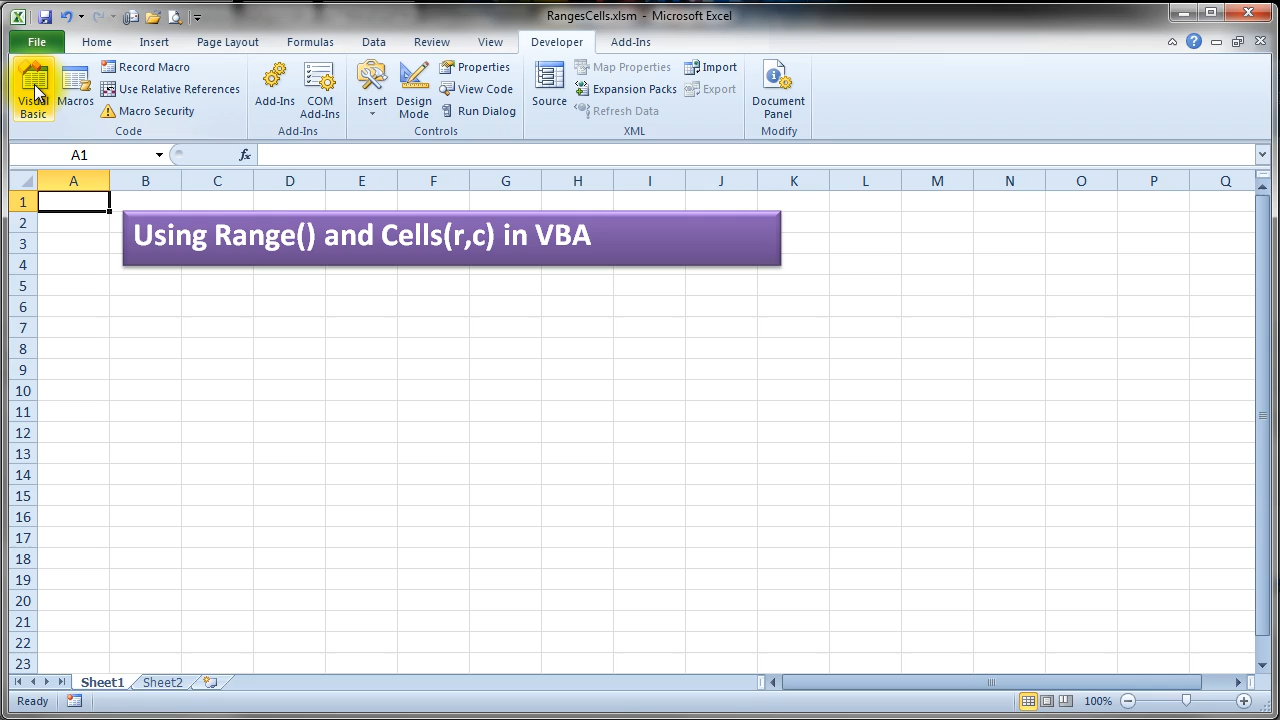 RangesCells.xlsm - Microsoft Excel
File Home Insert Page Layout Formulas Data Review View Developer Add-Ins
Visual Basic
Macros
Record Macro
Use Relative References
Macro Security
Code
Add-Ins
COM Add-Ins
Add-Ins
Insert
Design Mode
Properties
View Code
Run Dialog
Controls
Source
Map Properties
Expansion Packs
Refresh Data
Import
Export
XML
Document Panel
Modify
A1 fx
A B C D E F G H I J K L M N O P Q
1
2
Using Range() and Cells(r,c) in VBA
3
4
5
6
7
8
9
10
11
12
13
14
15
16
17
18
19
20
21
22
23
Sheet1 Sheet2
Ready 100%